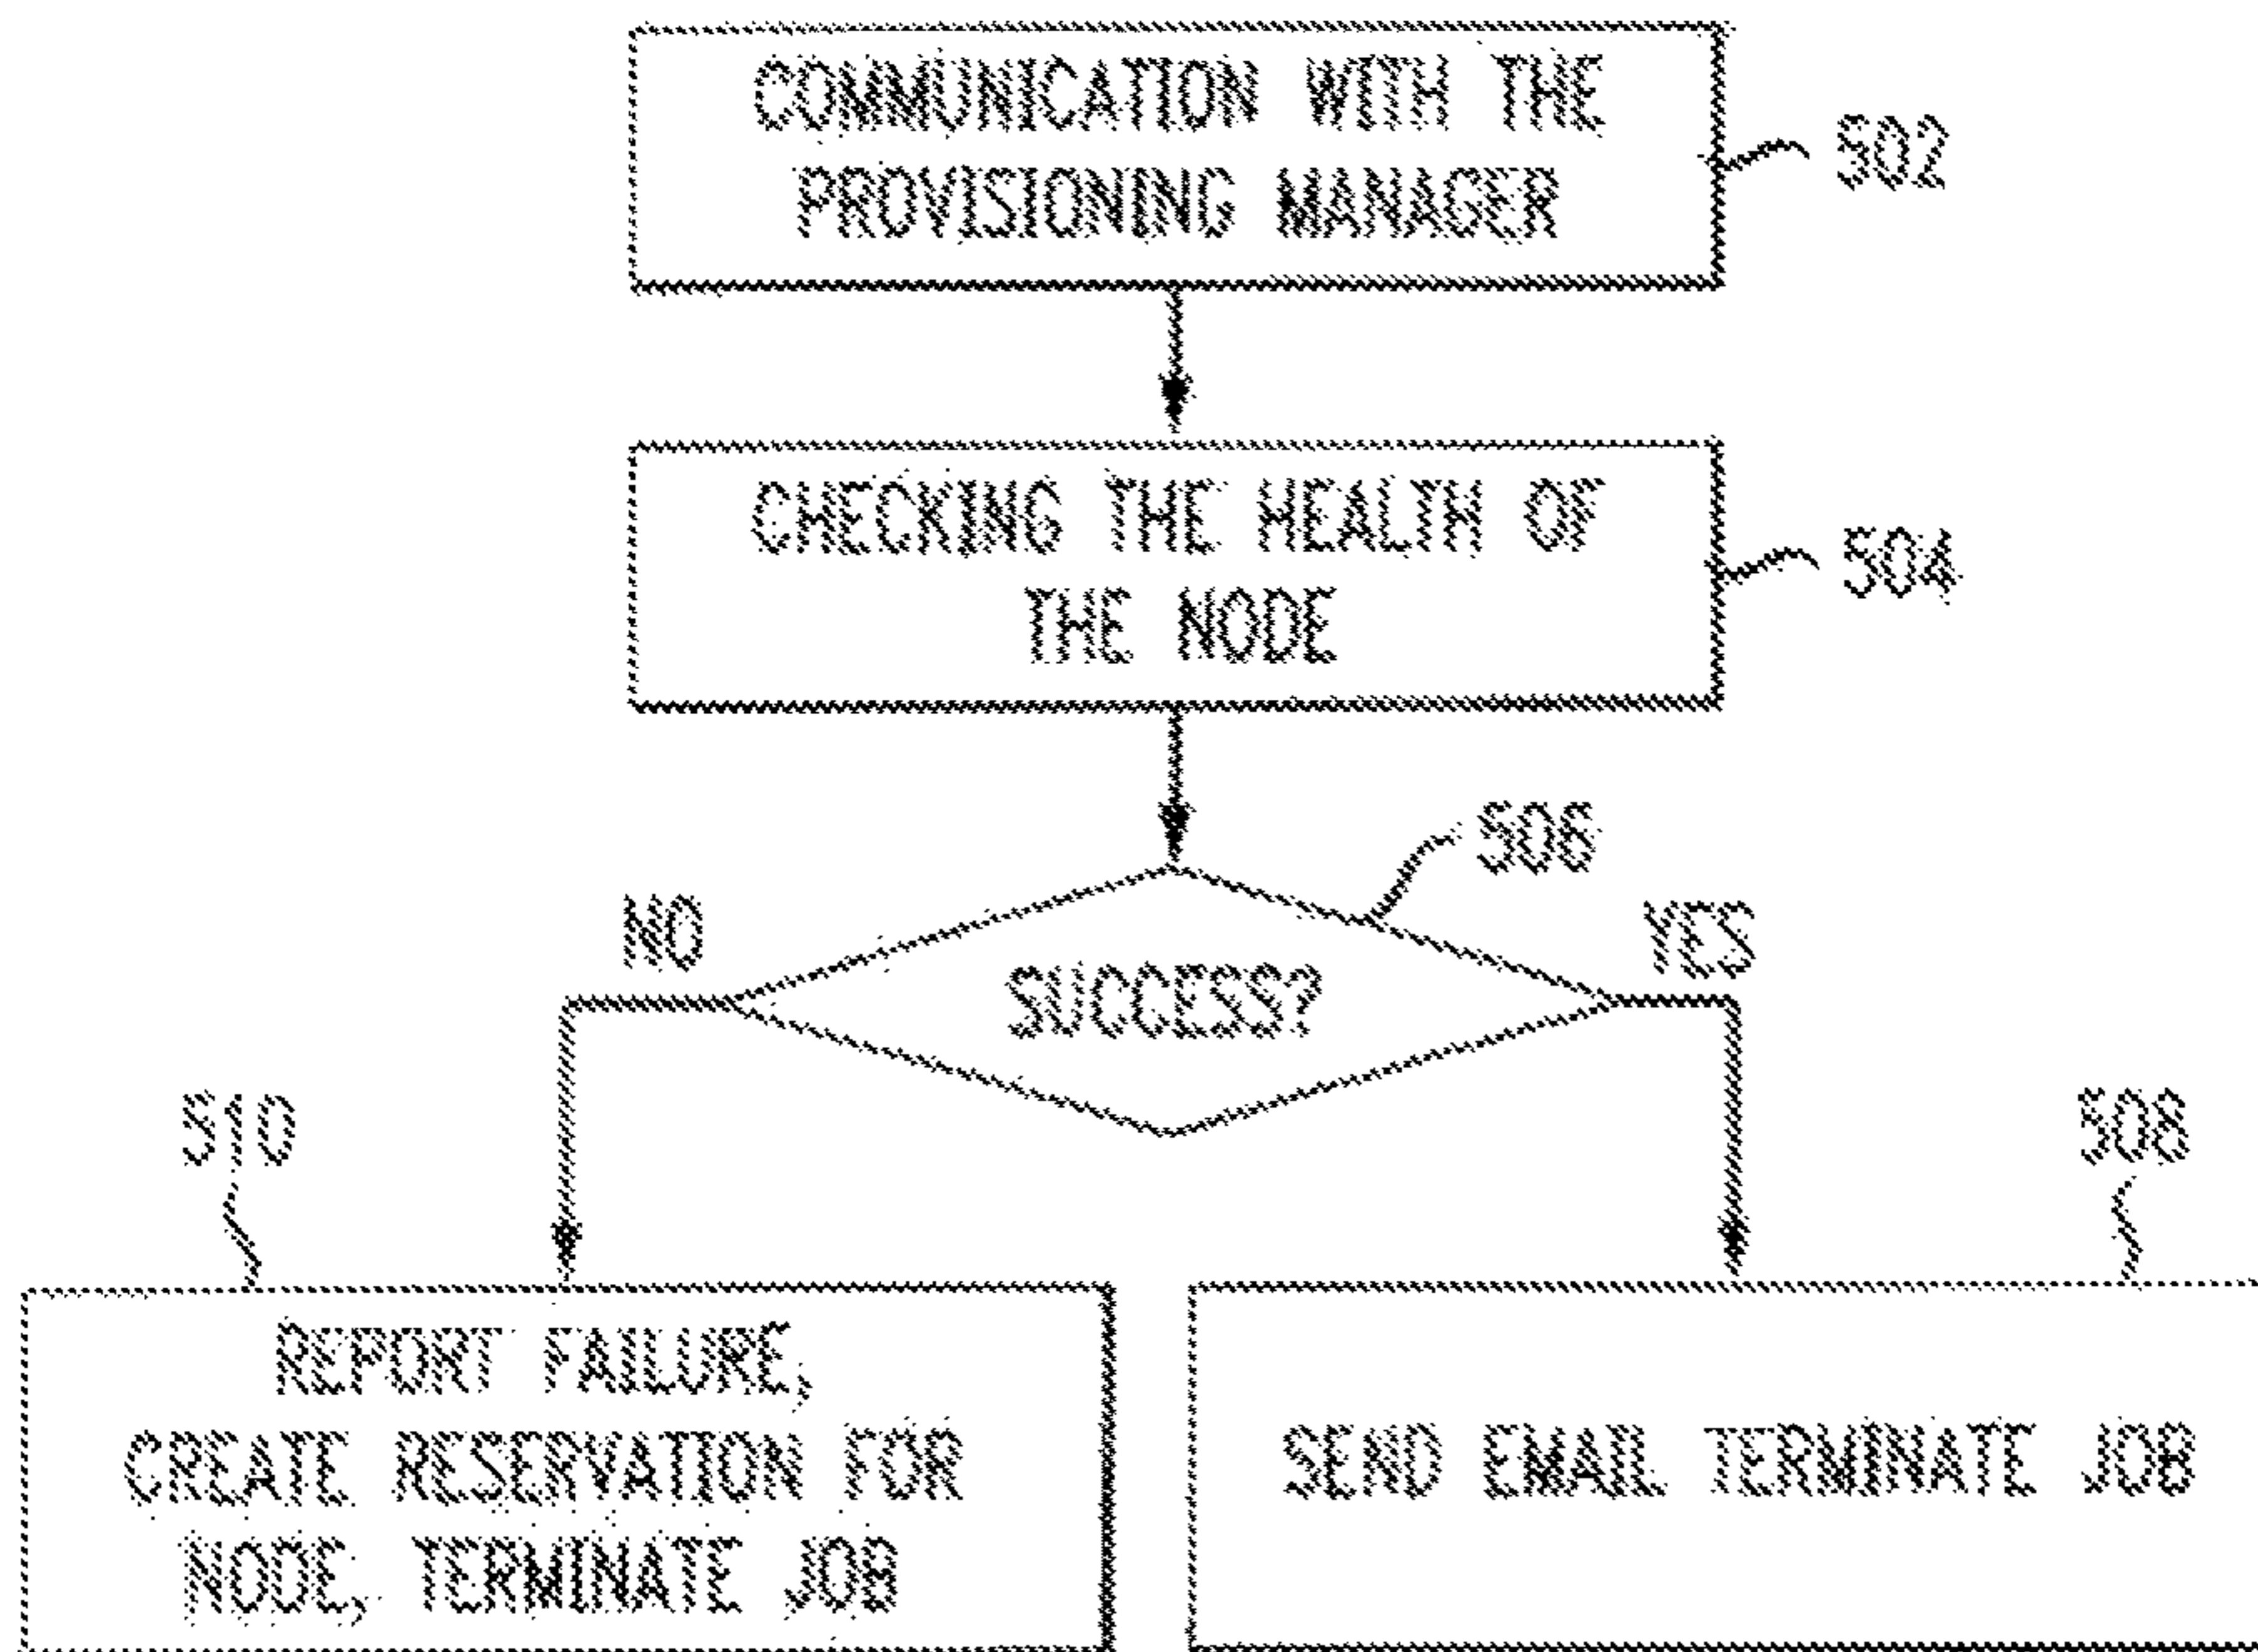 COMMUNICATION WITH THE
PROVISIONING MANAGER
502
CHECKING THE HEALTH OF
THE NODE
504
506
NO
YES
SUCCESS?
510
508
REPORT FAILURE,
CREATE RESERVATION FOR
NODE, TERMINATE JOB
SEND EMAIL TERMINATE JOB